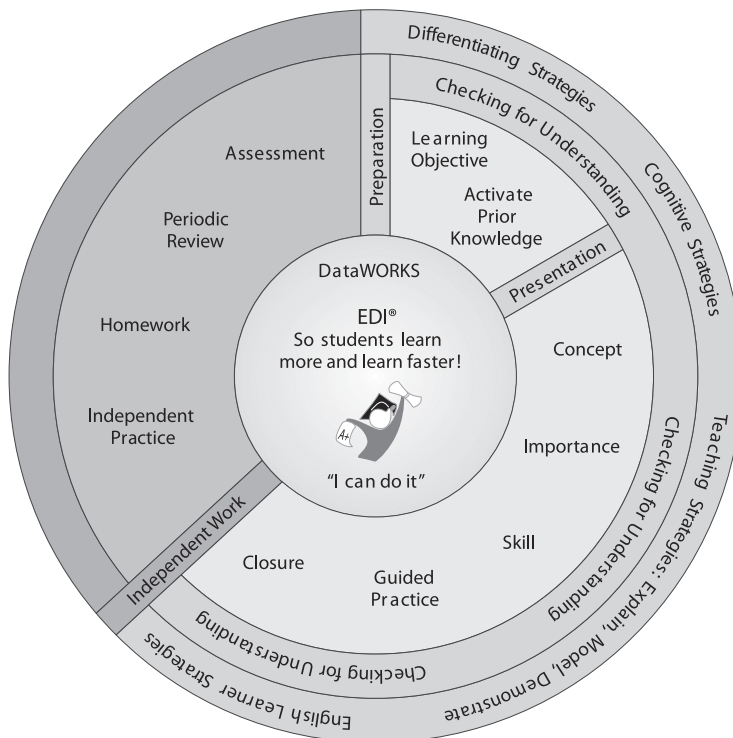 Differentiating Strategies
Cognitive Strategies
Teaching Strategies: Explain, Model, Demonstrate
English Learner Strategies
Checking for Understanding
Checking for Understanding
Checking for Understanding
Preparation
Learning
Objective
Activate
Prior
Knowledge
Presentation
Concept
Importance
Skill
Guided
Practice
Closure
Independent Work
Independent
Practice
Homework
Periodic
Review
Assessment
DataWORKS
EDI®
So students learn
more and learn faster!
A+
“I can do it”